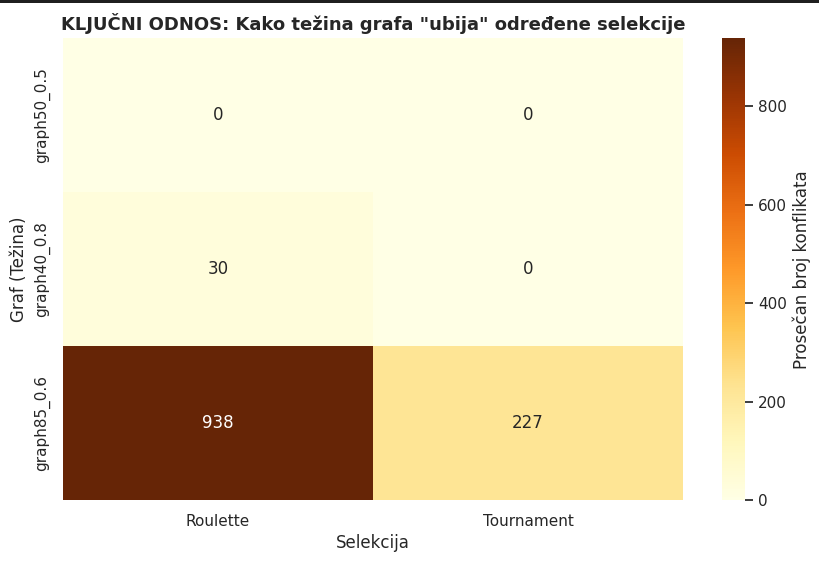 KLJUČNI ODNOS: Kako težina grafa "ubija" određene selekcije
Graf (Težina)
graph50_0.5
0
0
graph40_0.8
30
0
graph85_0.6
938
227
Roulette
Tournament
Selekcija
800
600
400
200
0
Prosečan broj konflikata